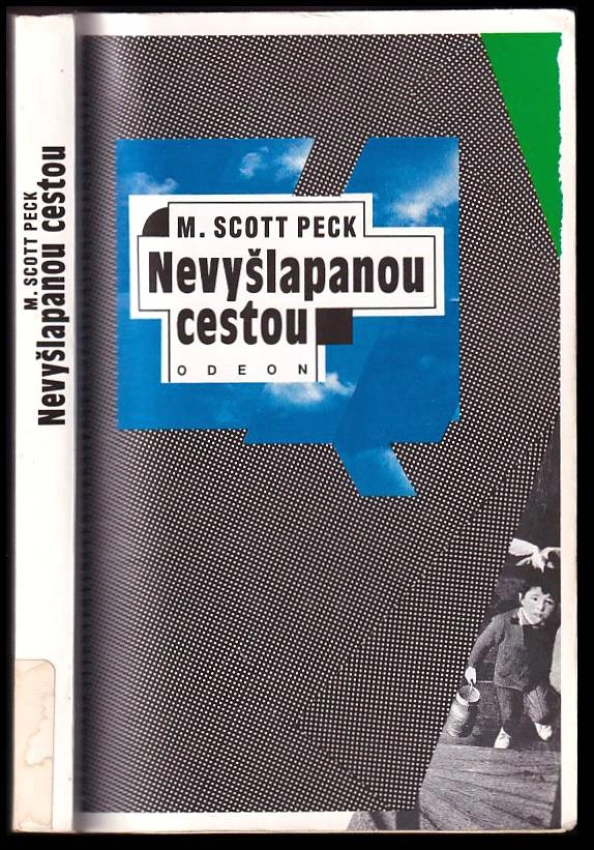 M. SCOTT PECK
Nevyšlapanou cestou
M. SCOTT PECK
Nevyšlapanou
cestou
ODEON